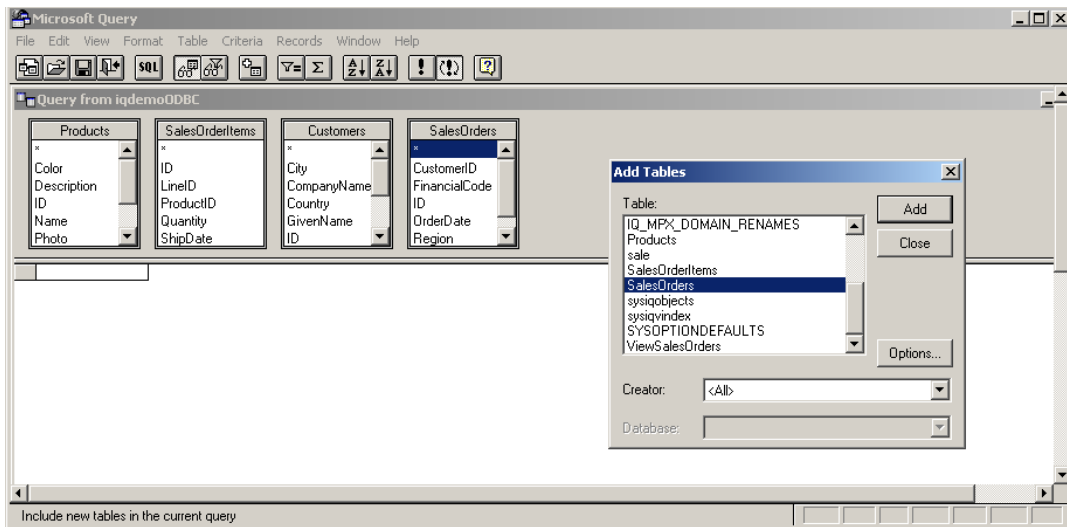 Microsoft Query
File Edit View Format Table Criteria Records Window Help
SQL
Query from iqdemoODBC
Products SalesOrderItems Customers SalesOrders
* * * *
Color ID City CustomerID
Description LineID CompanyName FinancialCode
ID ProductID Country ID
Name Quantity GivenName OrderDate
Photo ShipDate ID Region
Add Tables
Table:
IQ_MPX_DOMAIN_RENAMES
Products
sale
SalesOrderItems
SalesOrders
sysiqobjects
sysiqvindex
SYSOPTIONDEFAULTS
ViewSalesOrders
Add
Close
Options...
Creator: <All>
Database:
Include new tables in the current query